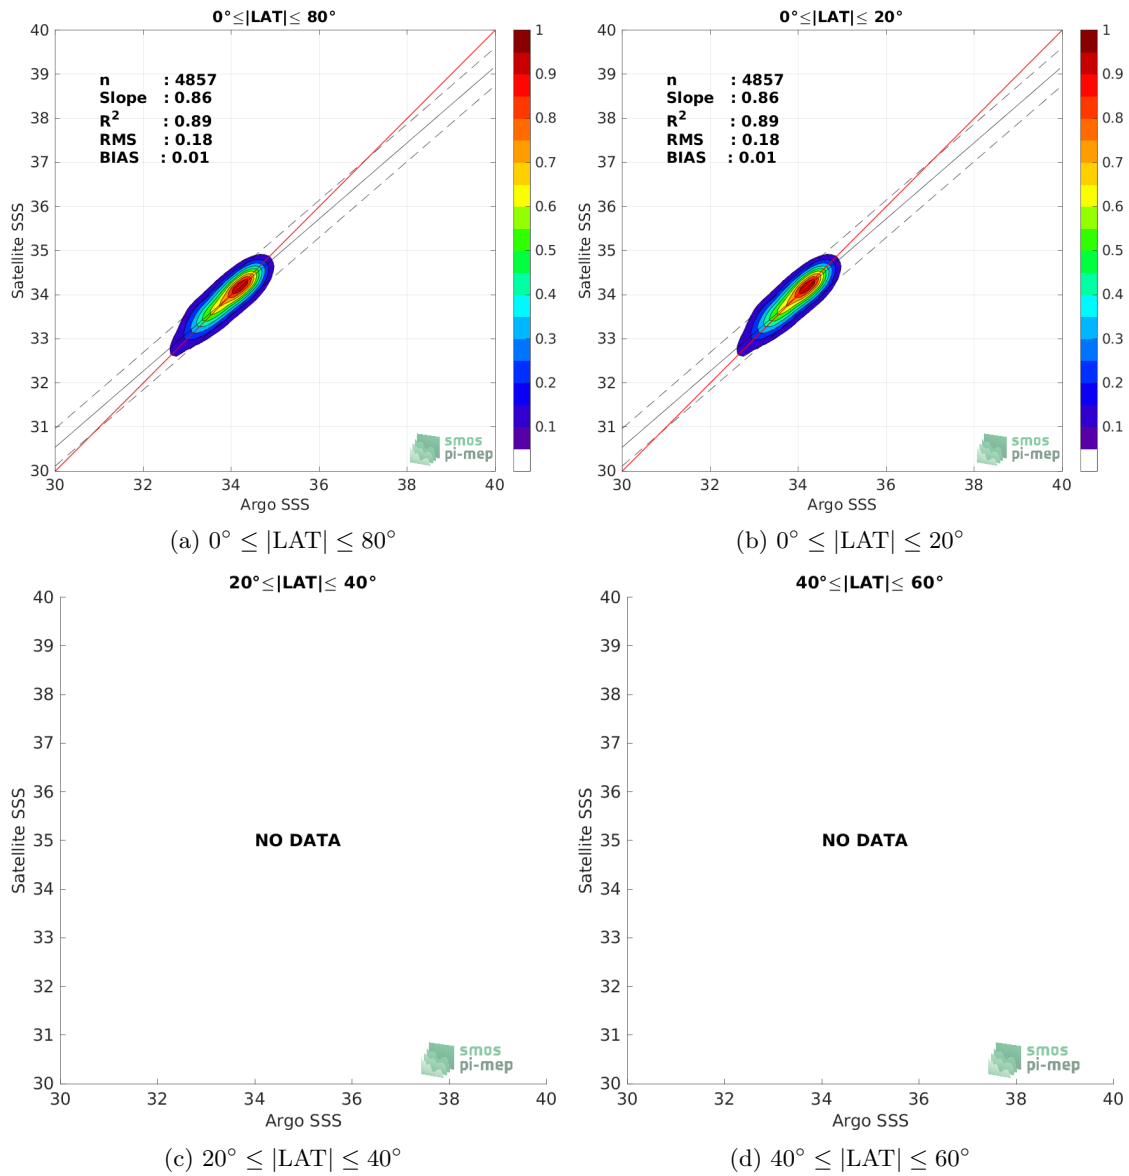 0°≤|LAT|≤ 80°
40
39
38
37
36
35
34
33
32
31
30
30
32
34
36
38
40
Satellite SSS
Argo SSS
n : 4857
Slope : 0.86
R² : 0.89
RMS : 0.18
BIAS : 0.01
1
0.9
0.8
0.7
0.6
0.5
0.4
0.3
0.2
0.1
smos
pi-mep
(a) 0° ≤ |LAT| ≤ 80°
0°≤|LAT|≤ 20°
40
39
38
37
36
35
34
33
32
31
30
30
32
34
36
38
40
Satellite SSS
Argo SSS
n : 4857
Slope : 0.86
R² : 0.89
RMS : 0.18
BIAS : 0.01
1
0.9
0.8
0.7
0.6
0.5
0.4
0.3
0.2
0.1
smos
pi-mep
(b) 0° ≤ |LAT| ≤ 20°
20°≤|LAT|≤ 40°
40
39
38
37
36
35
34
33
32
31
30
30
32
34
36
38
40
Satellite SSS
Argo SSS
NO DATA
smos
pi-mep
(c) 20° ≤ |LAT| ≤ 40°
40°≤|LAT|≤ 60°
40
39
38
37
36
35
34
33
32
31
30
30
32
34
36
38
40
Satellite SSS
Argo SSS
NO DATA
smos
pi-mep
(d) 40° ≤ |LAT| ≤ 60°